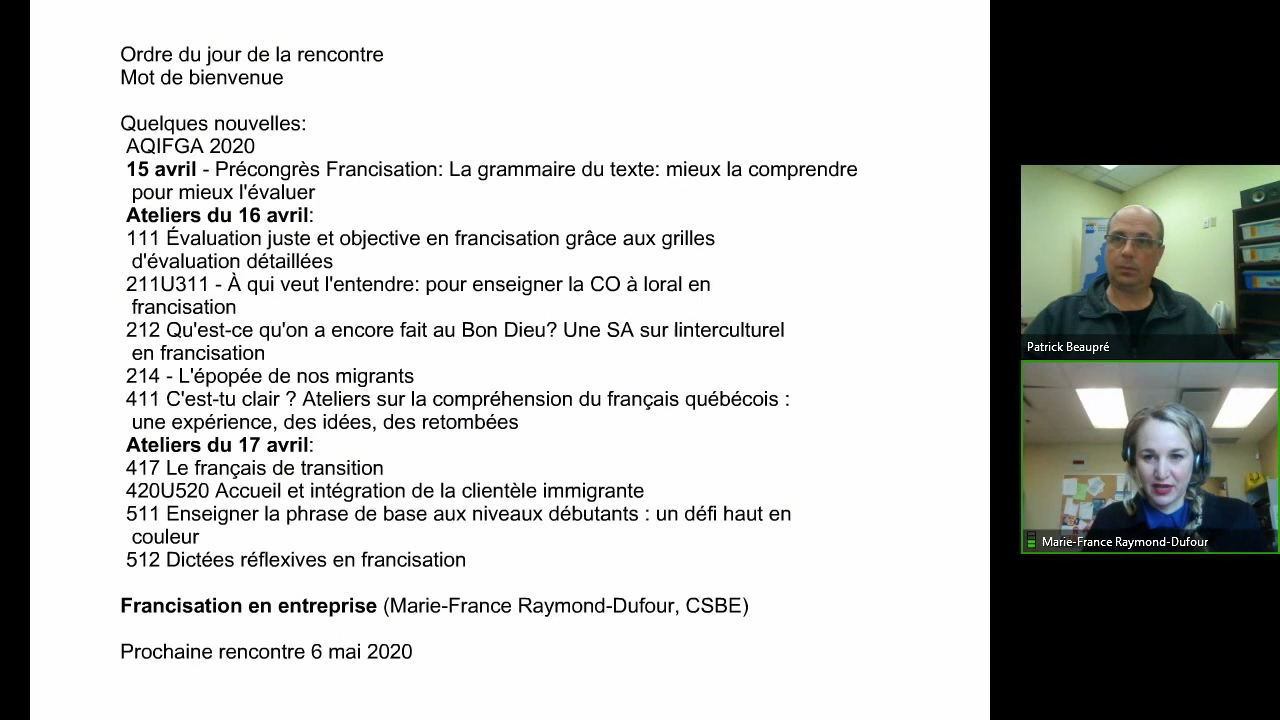 Ordre du jour de la rencontre
Mot de bienvenue
Quelques nouvelles:
AQIFGA 2020
15 avril - Précongrès Francisation: La grammaire du texte: mieux la comprendre
pour mieux l'évaluer
Ateliers du 16 avril:
111 Évaluation juste et objective en francisation grâce aux grilles
d'évaluation détaillées
211U311 - À qui veut l'entendre: pour enseigner la CO à loral en
francisation
212 Qu'est-ce qu'on a encore fait au Bon Dieu? Une SA sur linterculturel
en francisation
214 - L'épopée de nos migrants
411 C'est-tu clair ? Ateliers sur la compréhension du français québécois :
une expérience, des idées, des retombées
Ateliers du 17 avril:
417 Le français de transition
420U520 Accueil et intégration de la clientèle immigrante
511 Enseigner la phrase de base aux niveaux débutants : un défi haut en
couleur
512 Dictées réflexives en francisation
Francisation en entreprise (Marie-France Raymond-Dufour, CSBE)
Prochaine rencontre 6 mai 2020
Patrick Beaupré
Marie-France Raymond-Dufour